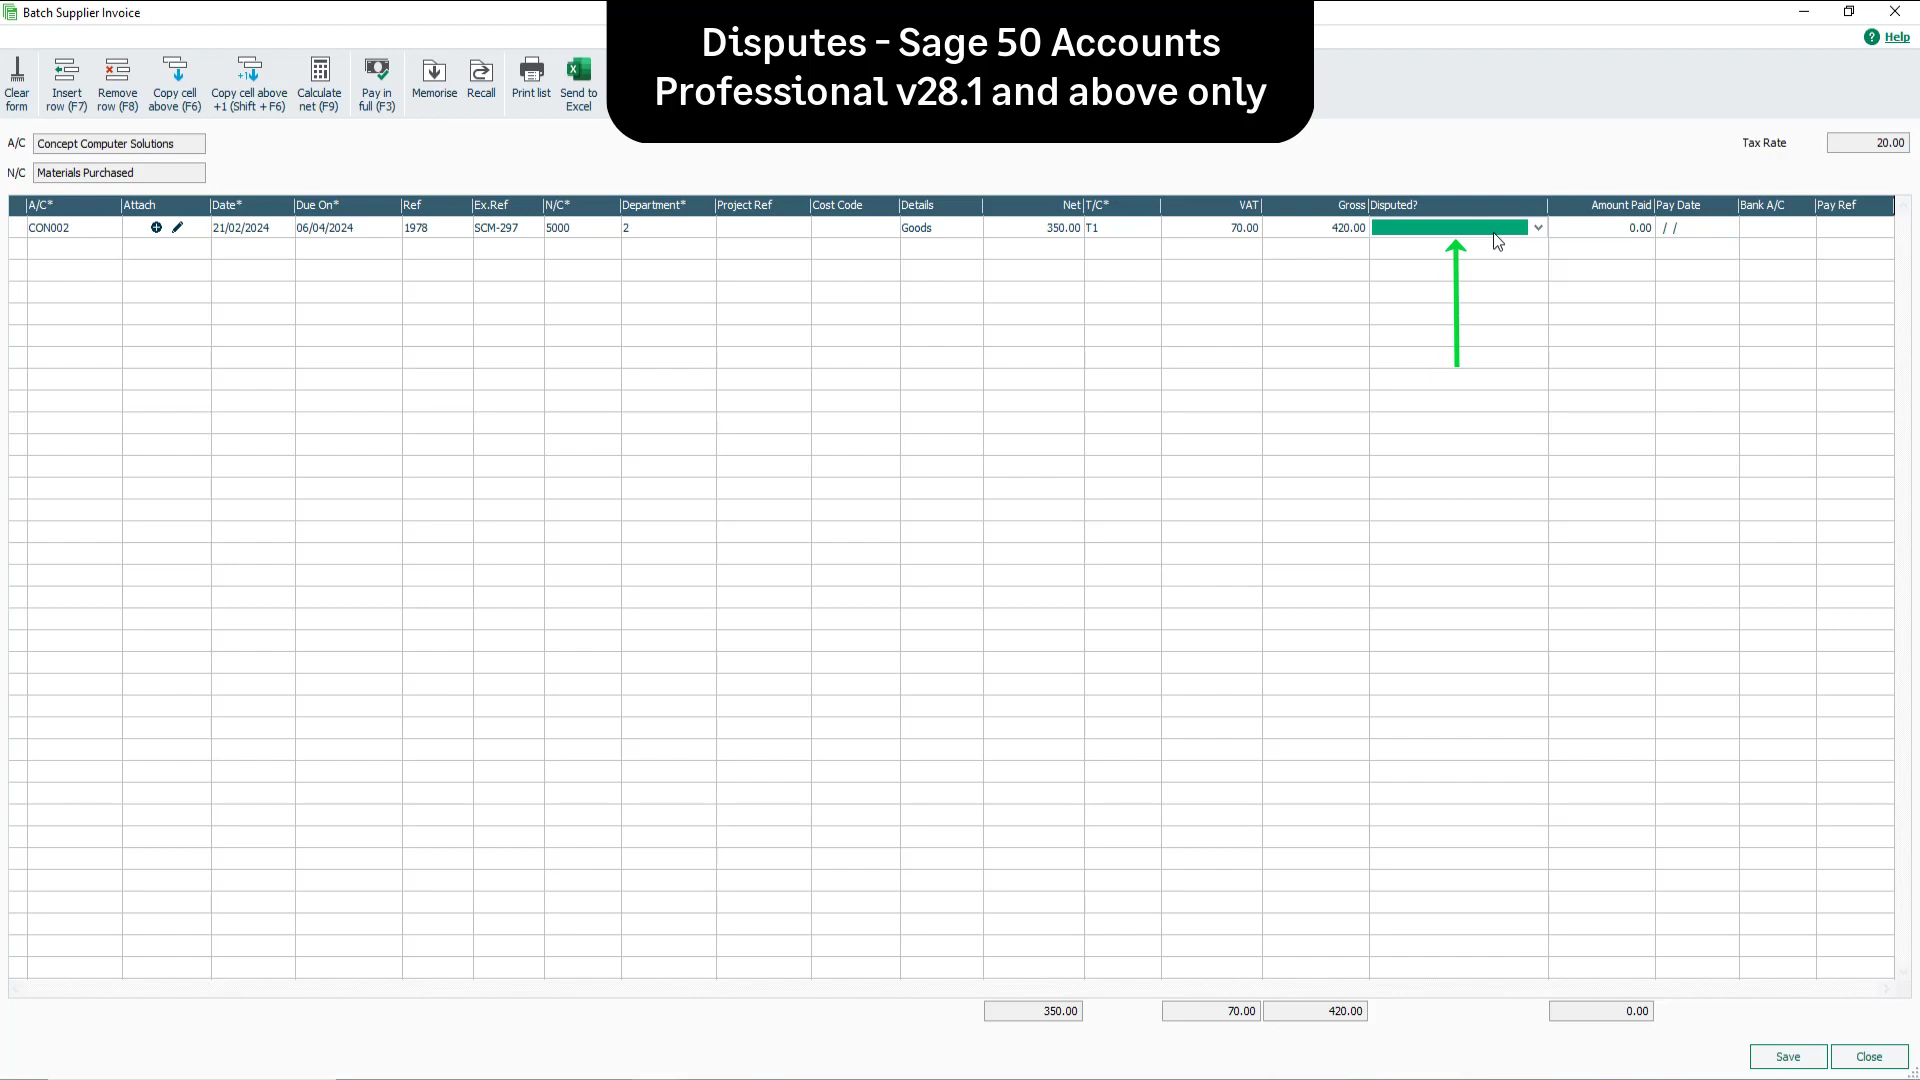 Batch Supplier Invoice
Disputes - Sage 50 Accounts
Professional v28.1 and above only
Help
Clear form
Insert row (F7)
Remove row (F8)
Copy cell above (F6)
Copy cell above +1 (Shift + F6)
Calculate net (F9)
Pay in full (F3)
Memorise
Recall
Print list
Send to Excel
A/C Concept Computer Solutions
Tax Rate 20.00
N/C Materials Purchased
A/C* Attach Date* Due On* Ref Ex.Ref N/C* Department* Project Ref Cost Code Details Net T/C* VAT Gross Disputed? Amount Paid Pay Date Bank A/C Pay Ref
CON002 21/02/2024 06/04/2024 1978 SCM-297 5000 2 Goods 350.00 T1 70.00 420.00 0.00 / /
350.00 70.00 420.00 0.00
Save Close